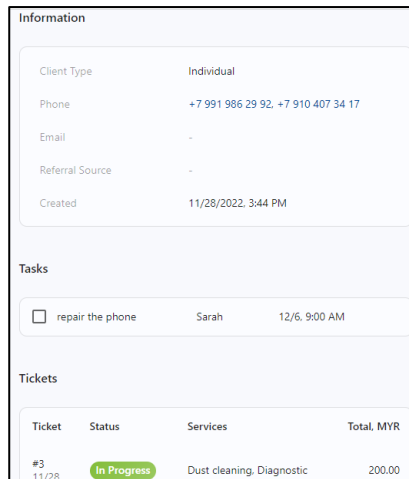 Information
Client Type Individual
Phone +7 991 986 29 92, +7 910 407 34 17
Email -
Referral Source -
Created 11/28/2022, 3:44 PM
Tasks
repair the phone Sarah 12/6, 9:00 AM
Tickets
Ticket Status Services Total, MYR
#3 In Progress Dust cleaning, Diagnostic 200.00
11/28